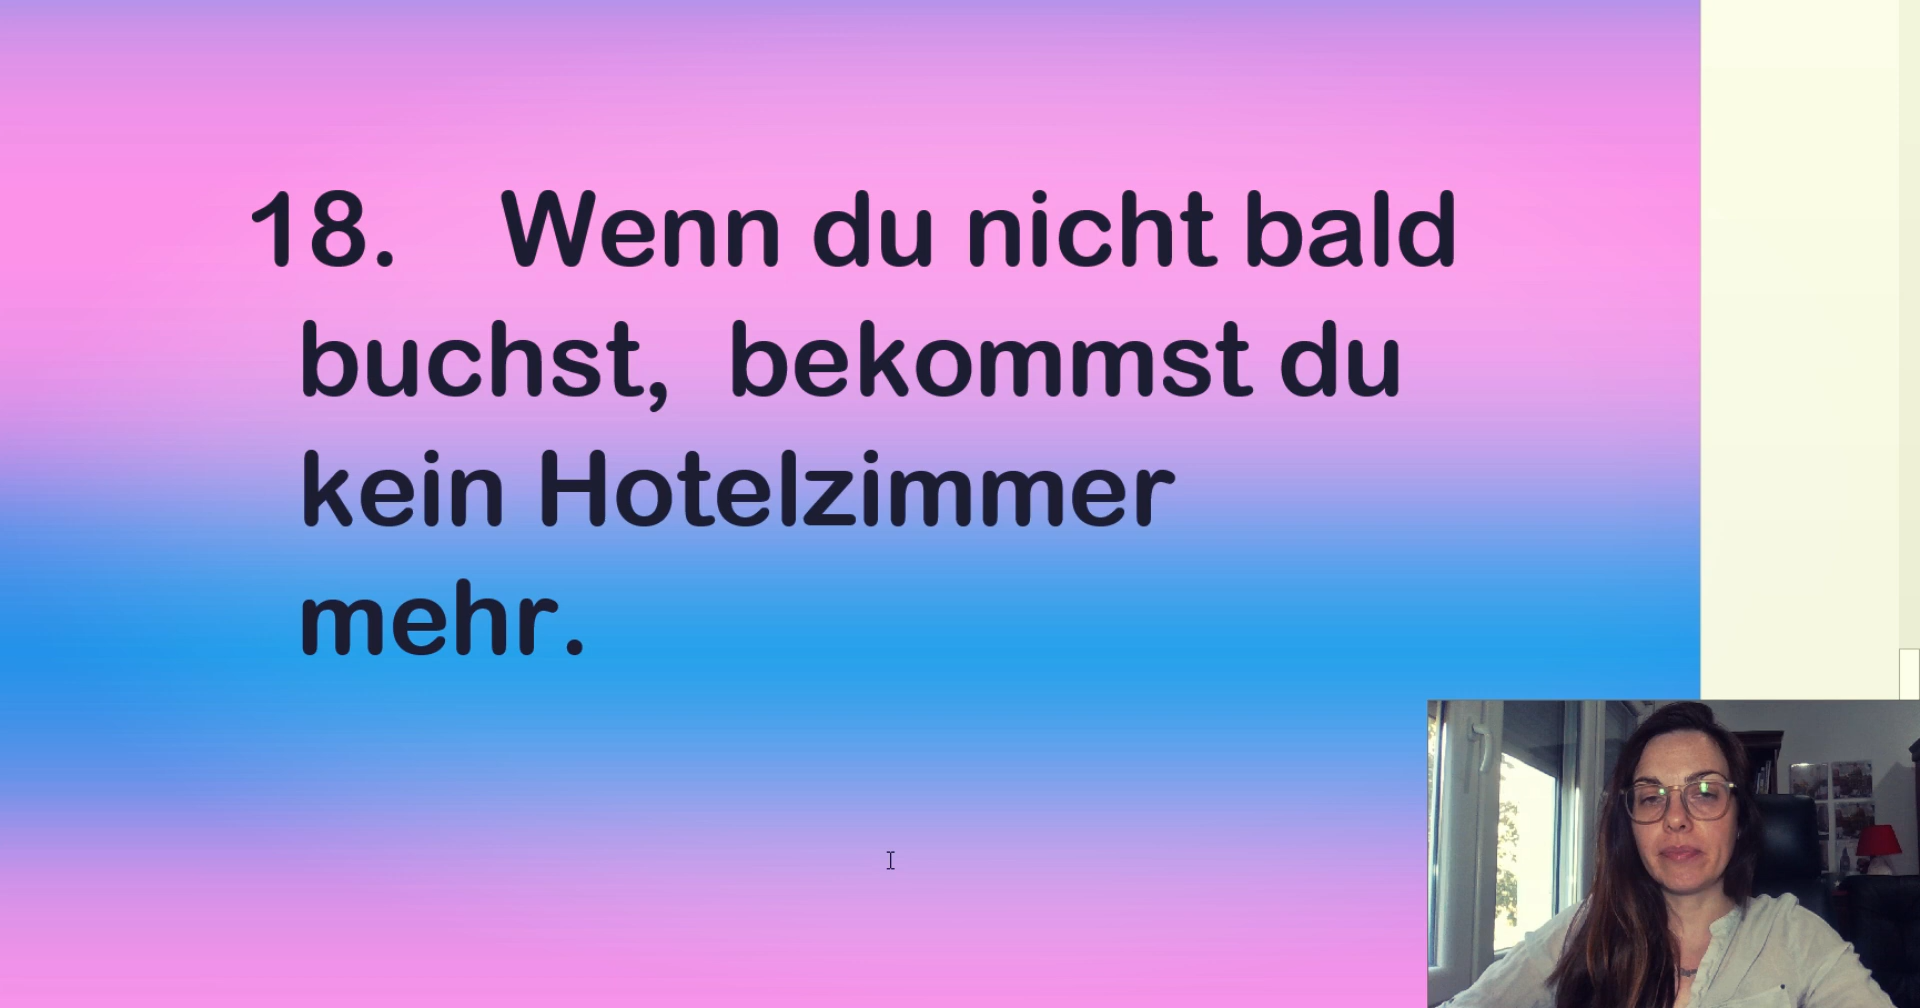 18. Wenn du nicht bald
buchst, bekommst du
kein Hotelzimmer
mehr.